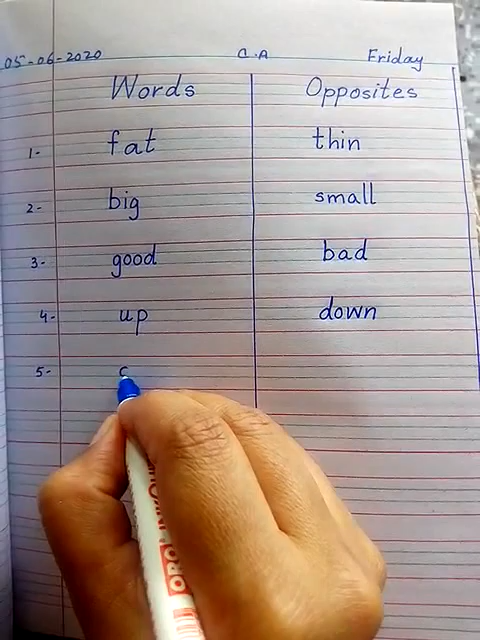 05-06-2020 C.A Friday
Words Opposites
1- fat thin
2- big small
3- good bad
4- up down
5- c
ORO